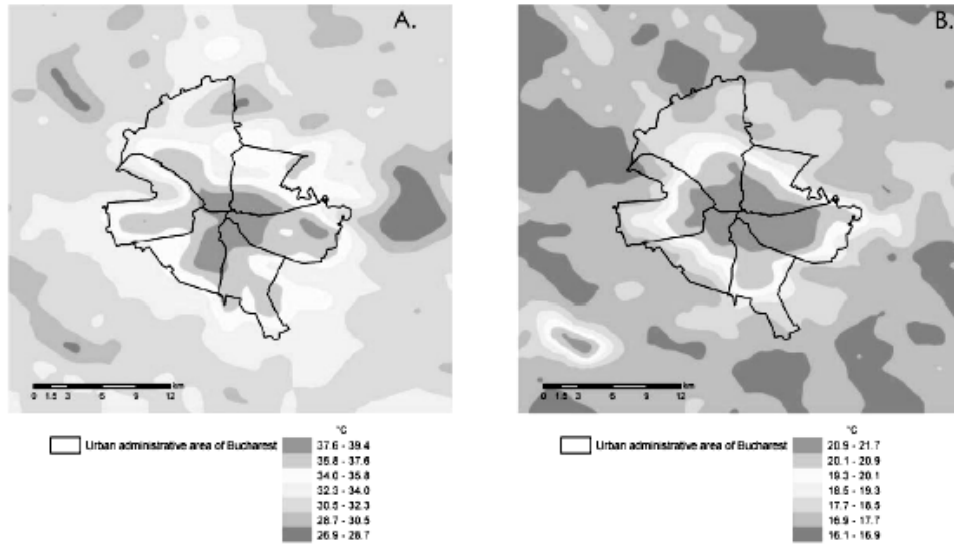 A.
B.
km
0 1.5 3 6 9 12
km
0 1.5 3 6 9 12
°C
Urban administrative area of Bucharest
37.6 - 39.4
35.8 - 37.6
34.0 - 35.8
32.3 - 34.0
30.5 - 32.3
28.7 - 30.5
26.9 - 28.7
°C
Urban administrative area of Bucharest
20.9 - 21.7
20.1 - 20.9
19.3 - 20.1
18.5 - 19.3
17.7 - 18.5
16.9 - 17.7
16.1 - 16.9